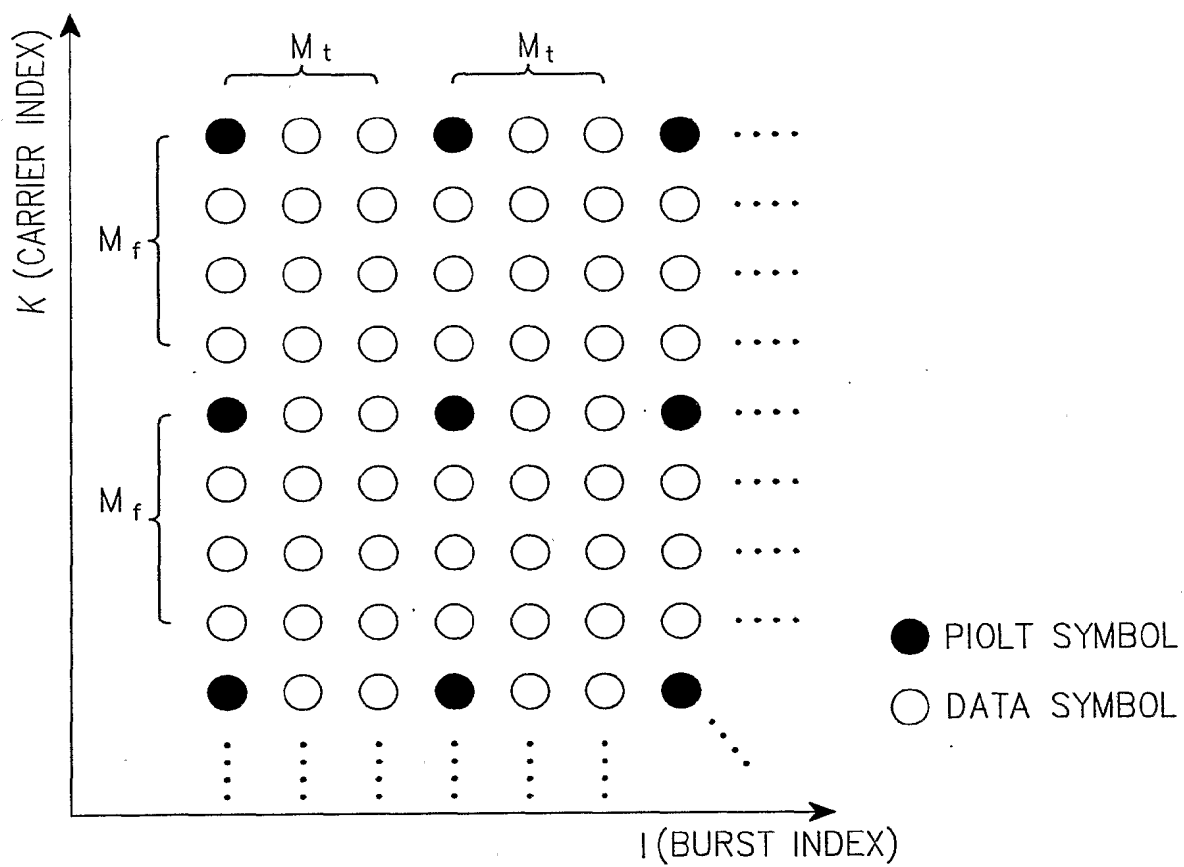 K (CARRIER INDEX)
M t
M t
M f
M f
PIOLT SYMBOL
DATA SYMBOL
I (BURST INDEX)